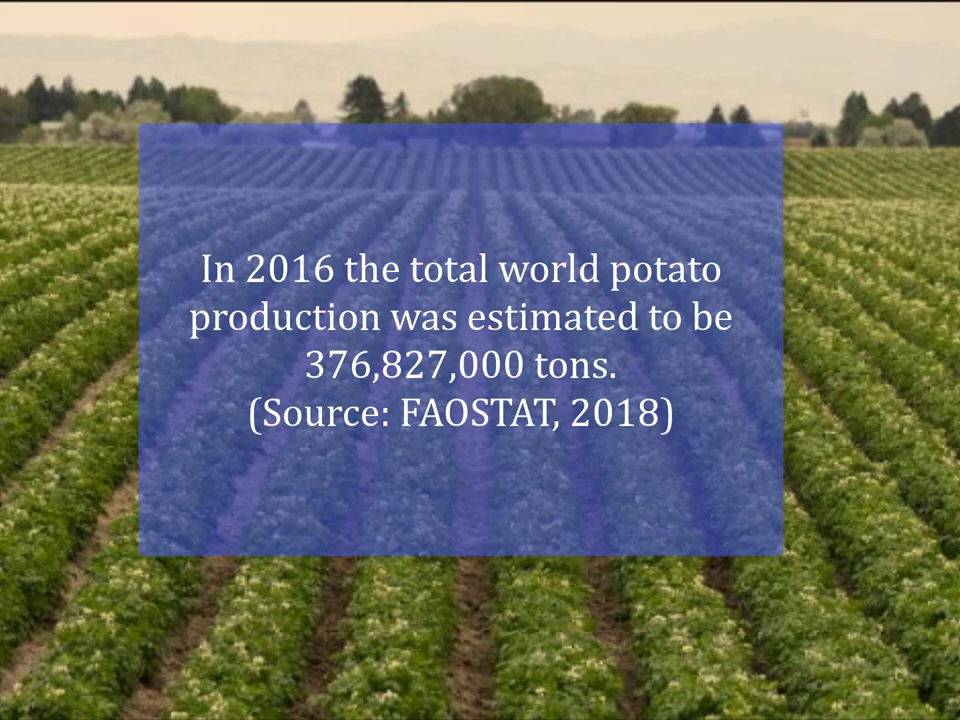 In 2016 the total world potato
production was estimated to be
376,827,000 tons.
(Source: FAOSTAT, 2018)